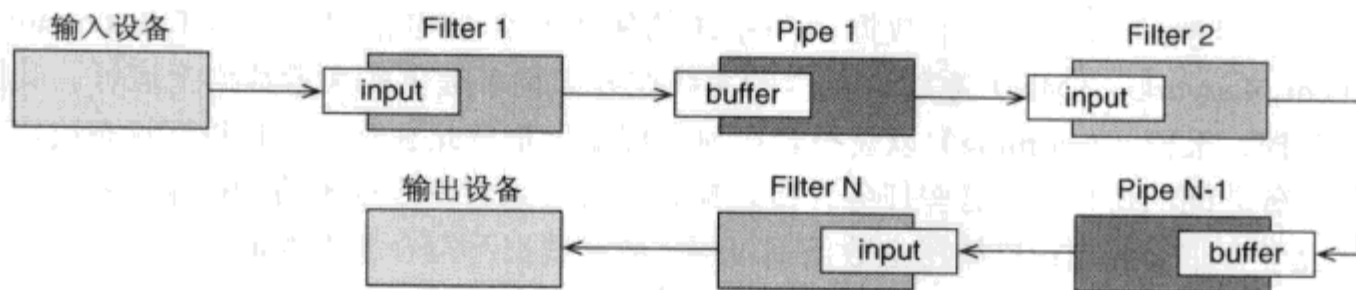 输入设备
Filter 1
Pipe 1
Filter 2
input
buffer
input
输出设备
Filter N
Pipe N-1
input
buffer